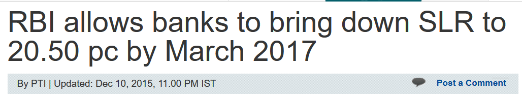 RBI allows banks to bring down SLR to
20.50 pc by March 2017
By PTI | Updated: Dec 10, 2015, 11.00 PM IST
Post a Comment